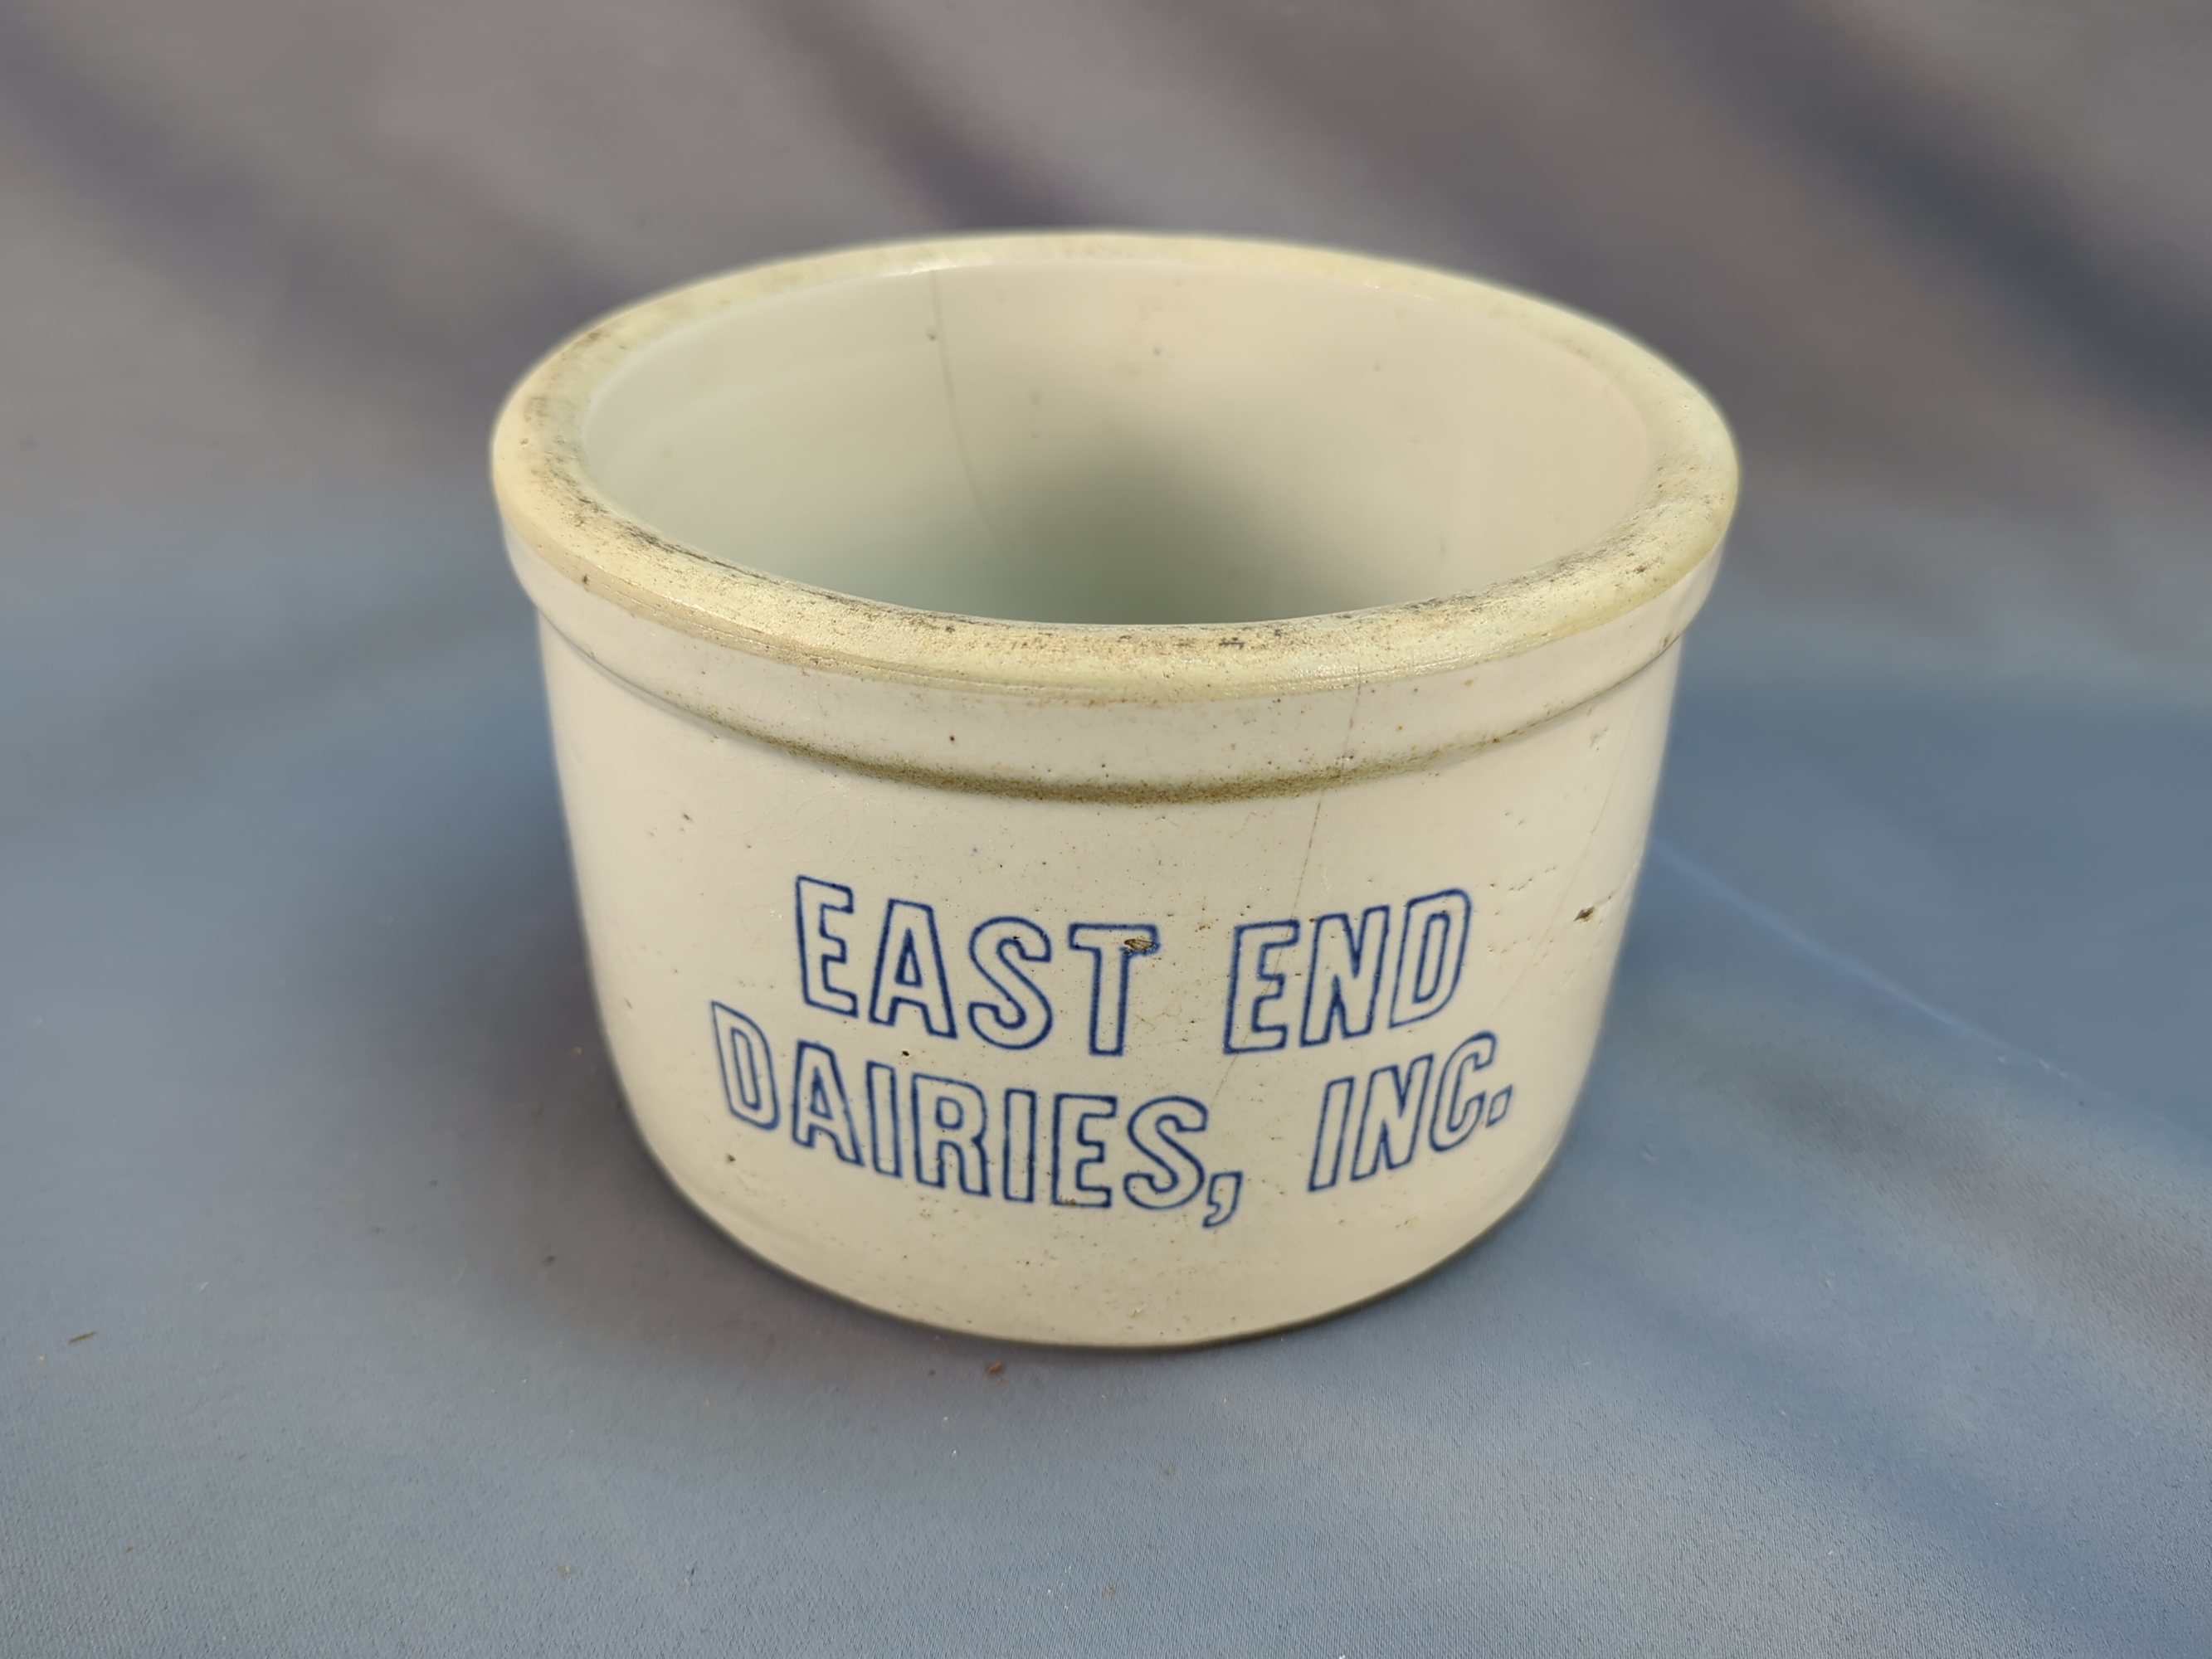 EAST END
DAIRIES, INC.